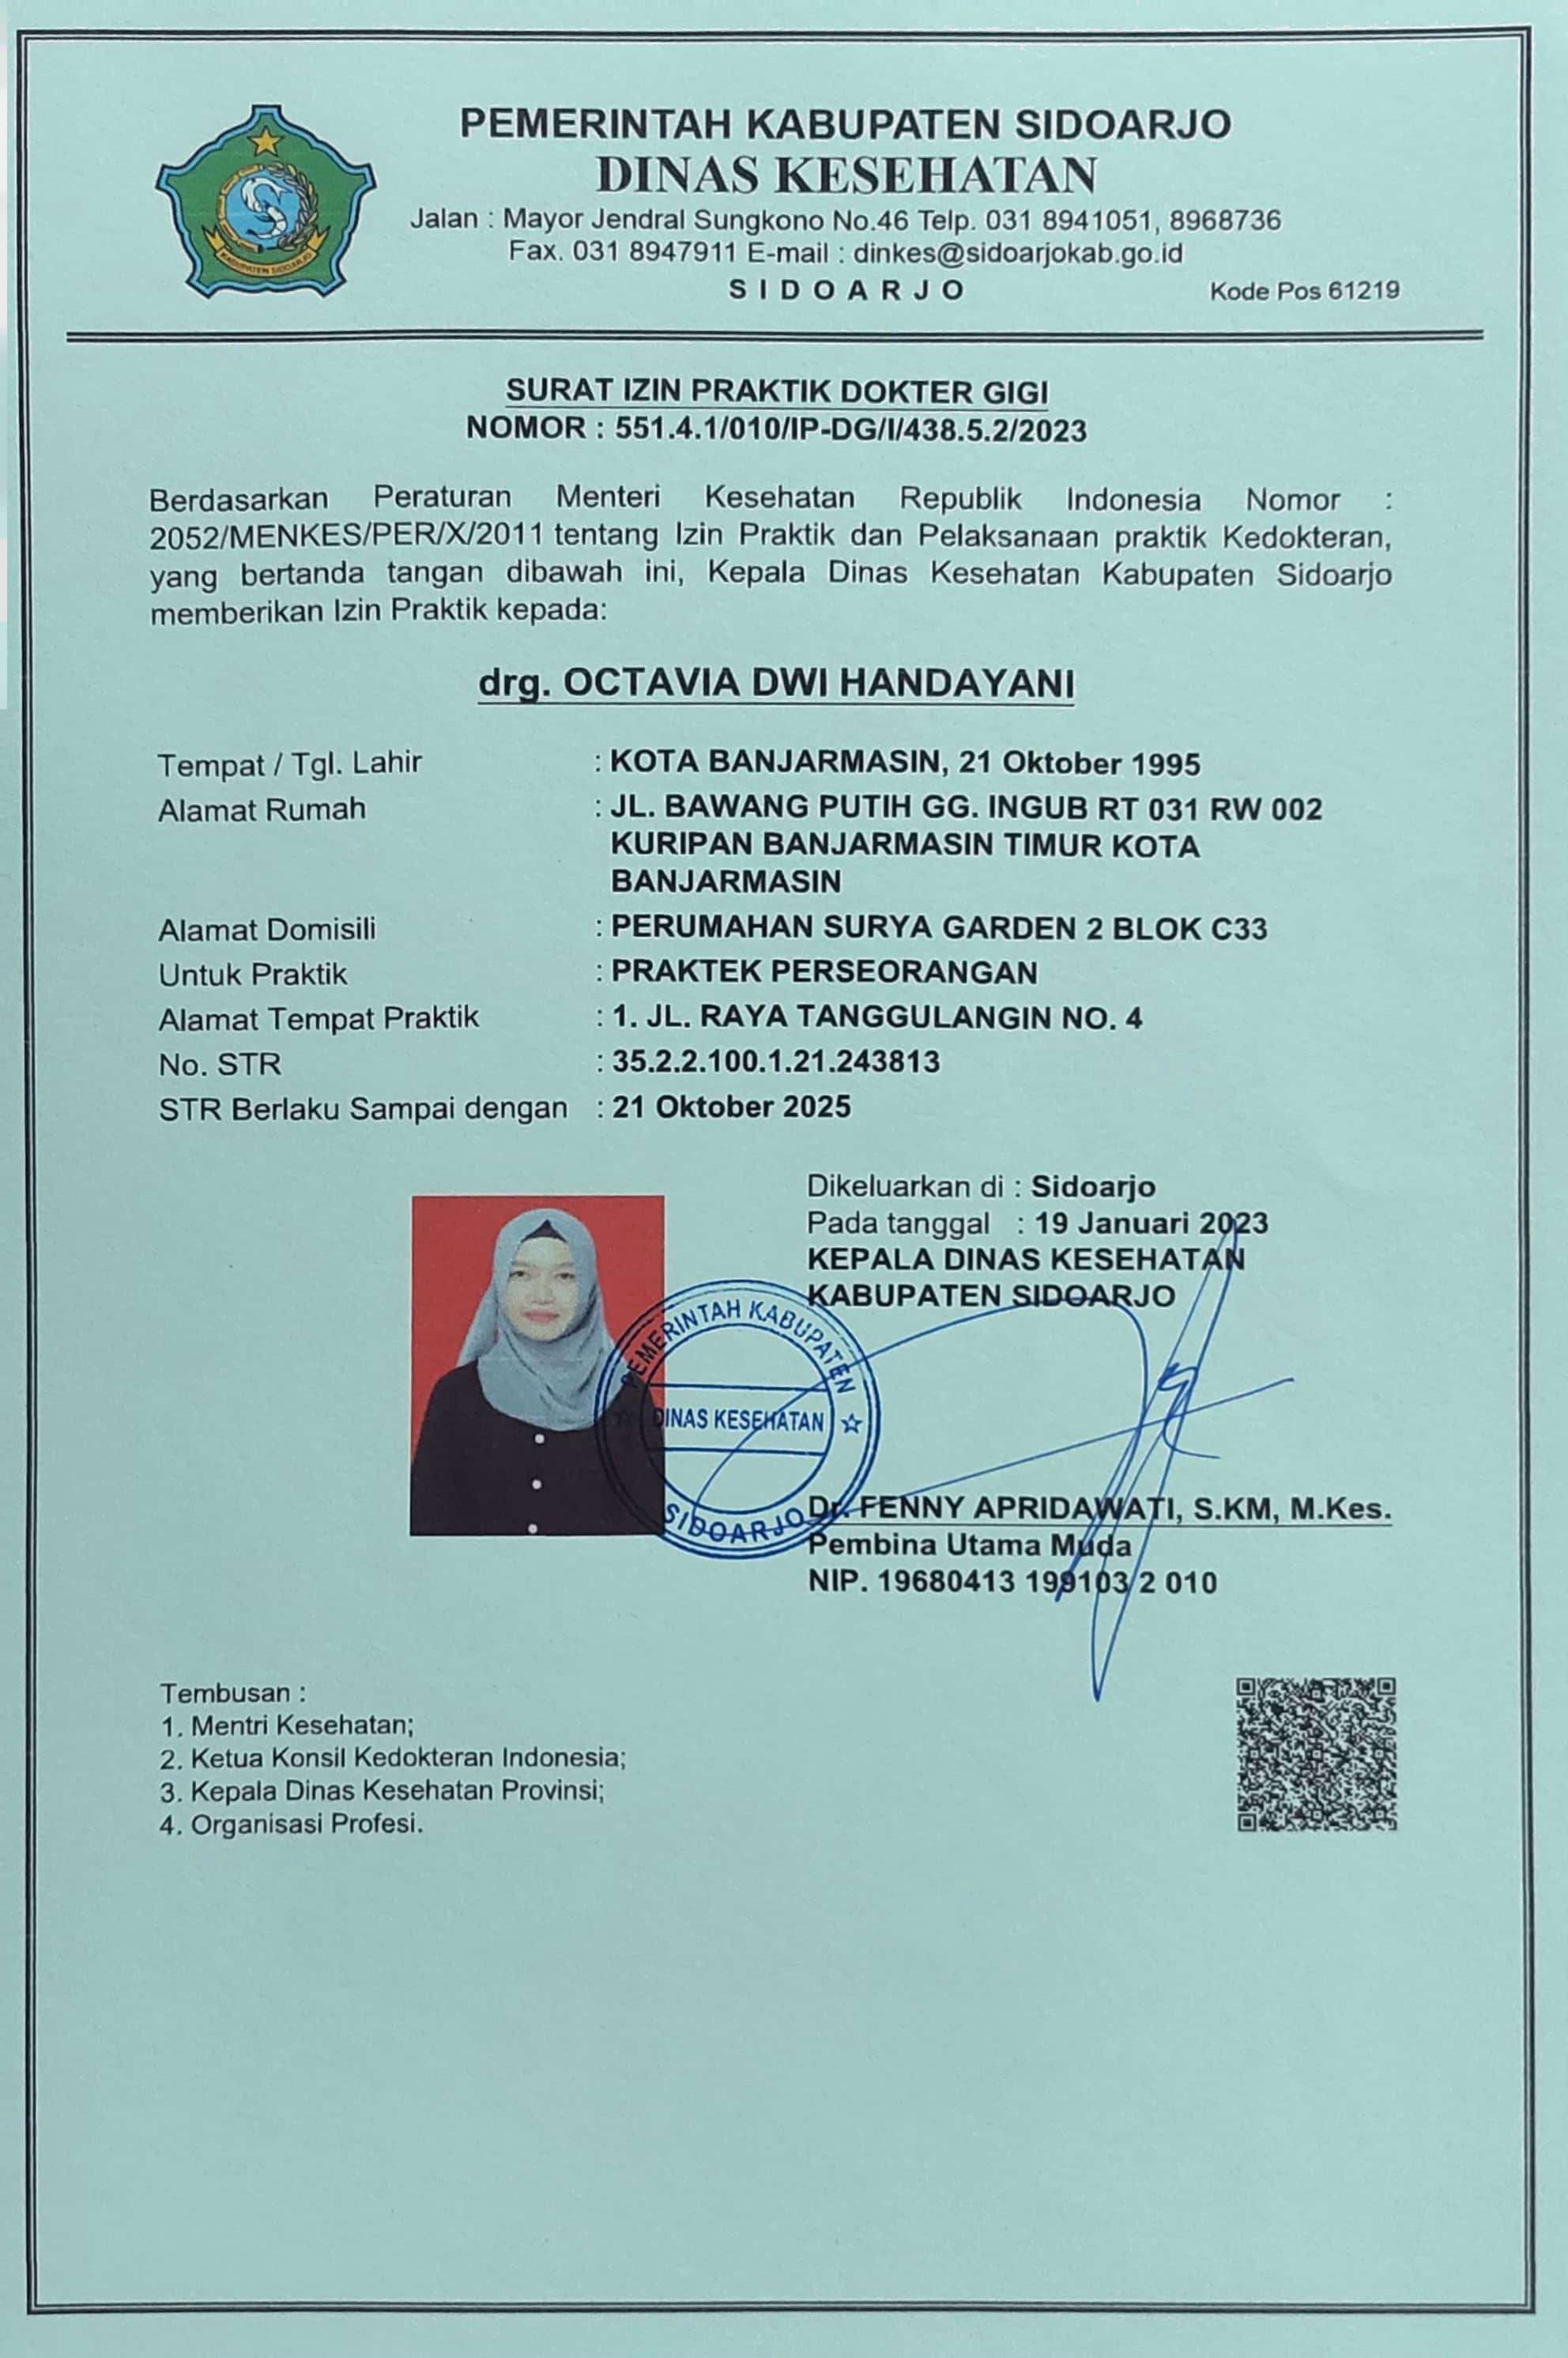 PEMERINTAH KABUPATEN SIDOARJO
DINAS KESEHATAN
Jalan : Mayor Jendral Sungkono No.46 Telp. 031 8941051, 8968736
Fax. 031 8947911 E-mail : dinkes@sidoarjokab.go.id
S I D O A R J O
Kode Pos 61219
KABUPATEN SIDOARJO
SURAT IZIN PRAKTIK DOKTER GIGI
NOMOR : 551.4.1/010/IP-DG/I/438.5.2/2023
Berdasarkan Peraturan Menteri Kesehatan Republik Indonesia Nomor :
2052/MENKES/PER/X/2011 tentang Izin Praktik dan Pelaksanaan praktik Kedokteran,
yang bertanda tangan dibawah ini, Kepala Dinas Kesehatan Kabupaten Sidoarjo
memberikan Izin Praktik kepada:
drg. OCTAVIA DWI HANDAYANI
Tempat / Tgl. Lahir : KOTA BANJARMASIN, 21 Oktober 1995
Alamat Rumah : JL. BAWANG PUTIH GG. INGUB RT 031 RW 002
KURIPAN BANJARMASIN TIMUR KOTA
BANJARMASIN
Alamat Domisili : PERUMAHAN SURYA GARDEN 2 BLOK C33
Untuk Praktik : PRAKTEK PERSEORANGAN
Alamat Tempat Praktik : 1. JL. RAYA TANGGULANGIN NO. 4
No. STR : 35.2.2.100.1.21.243813
STR Berlaku Sampai dengan : 21 Oktober 2025
Dikeluarkan di : Sidoarjo
Pada tanggal : 19 Januari 2023
KEPALA DINAS KESEHATAN
KABUPATEN SIDOARJO
PEMERINTAH KABUPATEN
DINAS KESEHATAN
SIDOARJO
Dr. FENNY APRIDAWATI, S.KM, M.Kes.
Pembina Utama Muda
NIP. 19680413 199103 2 010
Tembusan :
1. Mentri Kesehatan;
2. Ketua Konsil Kedokteran Indonesia;
3. Kepala Dinas Kesehatan Provinsi;
4. Organisasi Profesi.